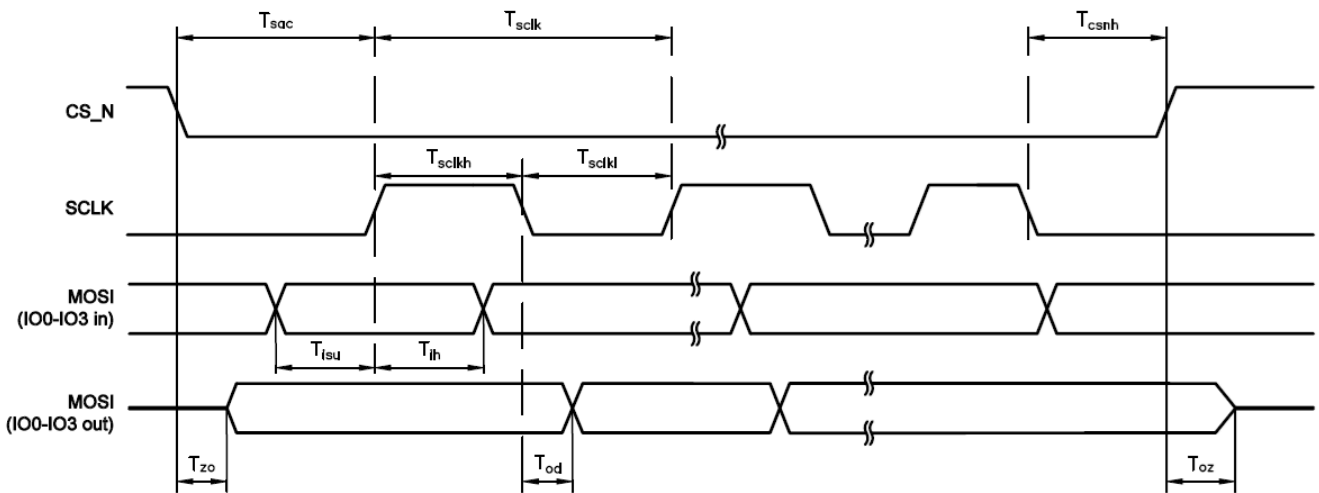 Tsac Tsclk Tcsnh
CS_N
Tsclkh Tsclkl
SCLK
MOSI
(IO0-IO3 in)
Tisu Tih
MOSI
(IO0-IO3 out)
Tzo Tod Toz